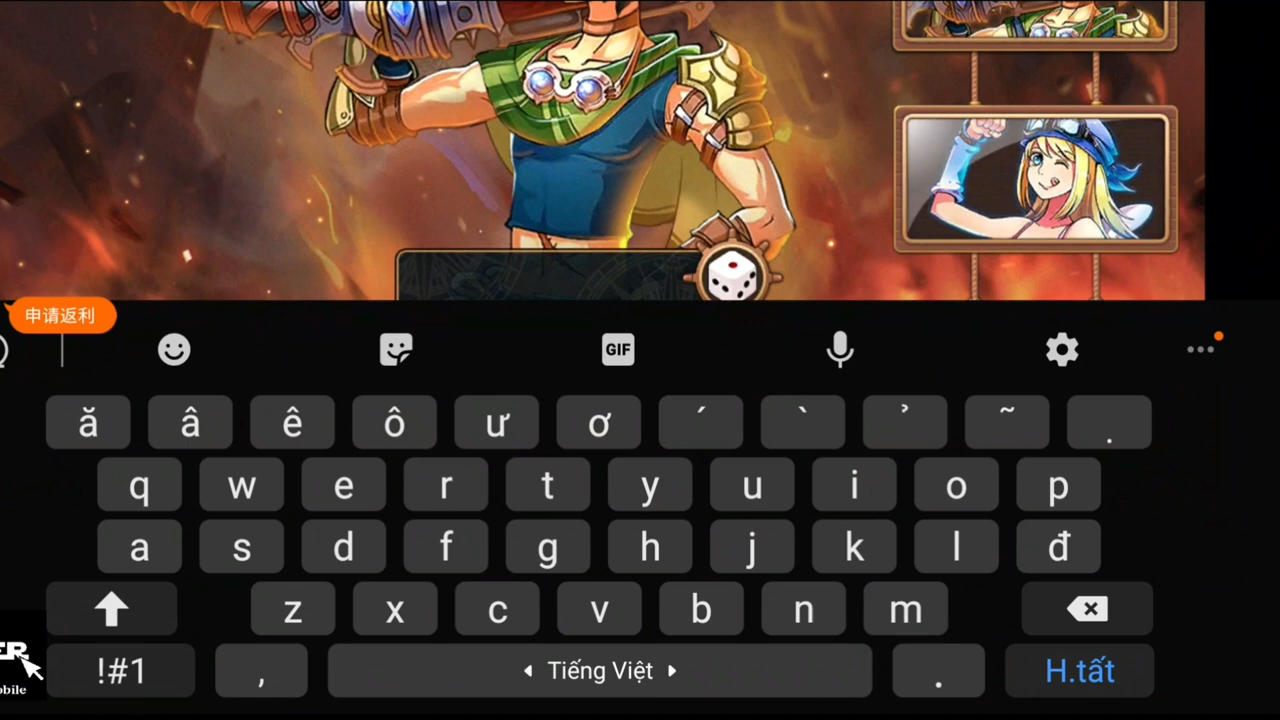 申请返利
GIF
ă â ê ô ư ơ ´ ` ̉ ~ .
q w e r t y u i o p
a s d f g h j k l đ
z x c v b n m
!#1 , Tiếng Việt . H.tất